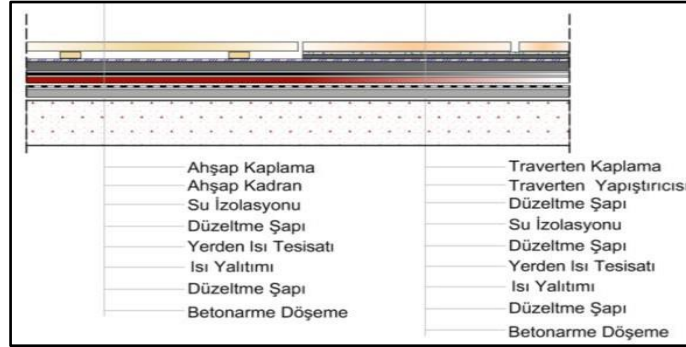 Ahşap Kaplama
Ahşap Kadran
Su İzolasyonu
Düzeltme Şapı
Yerden Isı Tesisatı
Isı Yalıtımı
Düzeltme Şapı
Betonarme Döşeme
Traverten Kaplama
Traverten Yapıştırıcısı
Düzeltme Şapı
Su İzolasyonu
Düzeltme Şapı
Yerden Isı Tesisatı
Isı Yalıtımı
Düzeltme Şapı
Betonarme Döşeme